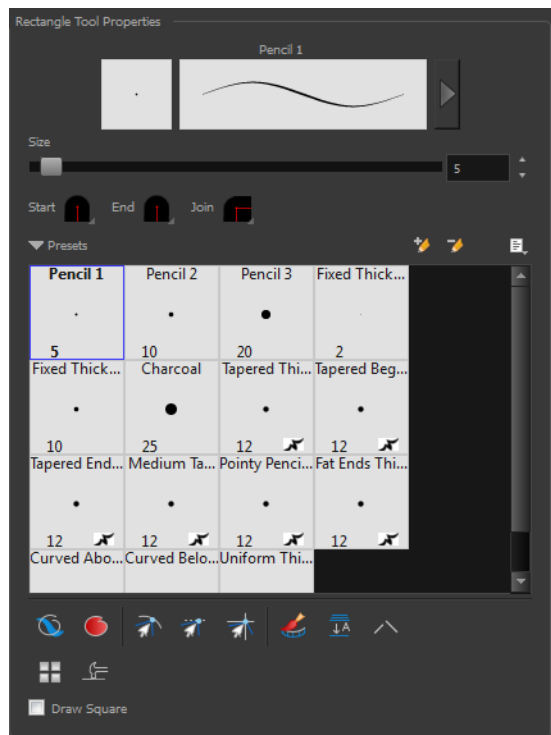 Rectangle Tool Properties
Pencil 1
Size
5
Start End Join
Presets
Pencil 1 Pencil 2 Pencil 3 Fixed Thick...
5 10 20 2
Fixed Thick... Charcoal Tapered Thi... Tapered Beg...
10 25 12 12
Tapered End... Medium Ta... Pointy Penci... Fat Ends Thi...
12 12 12 12
Curved Abo... Curved Belo... Uniform Thi...
A
Draw Square